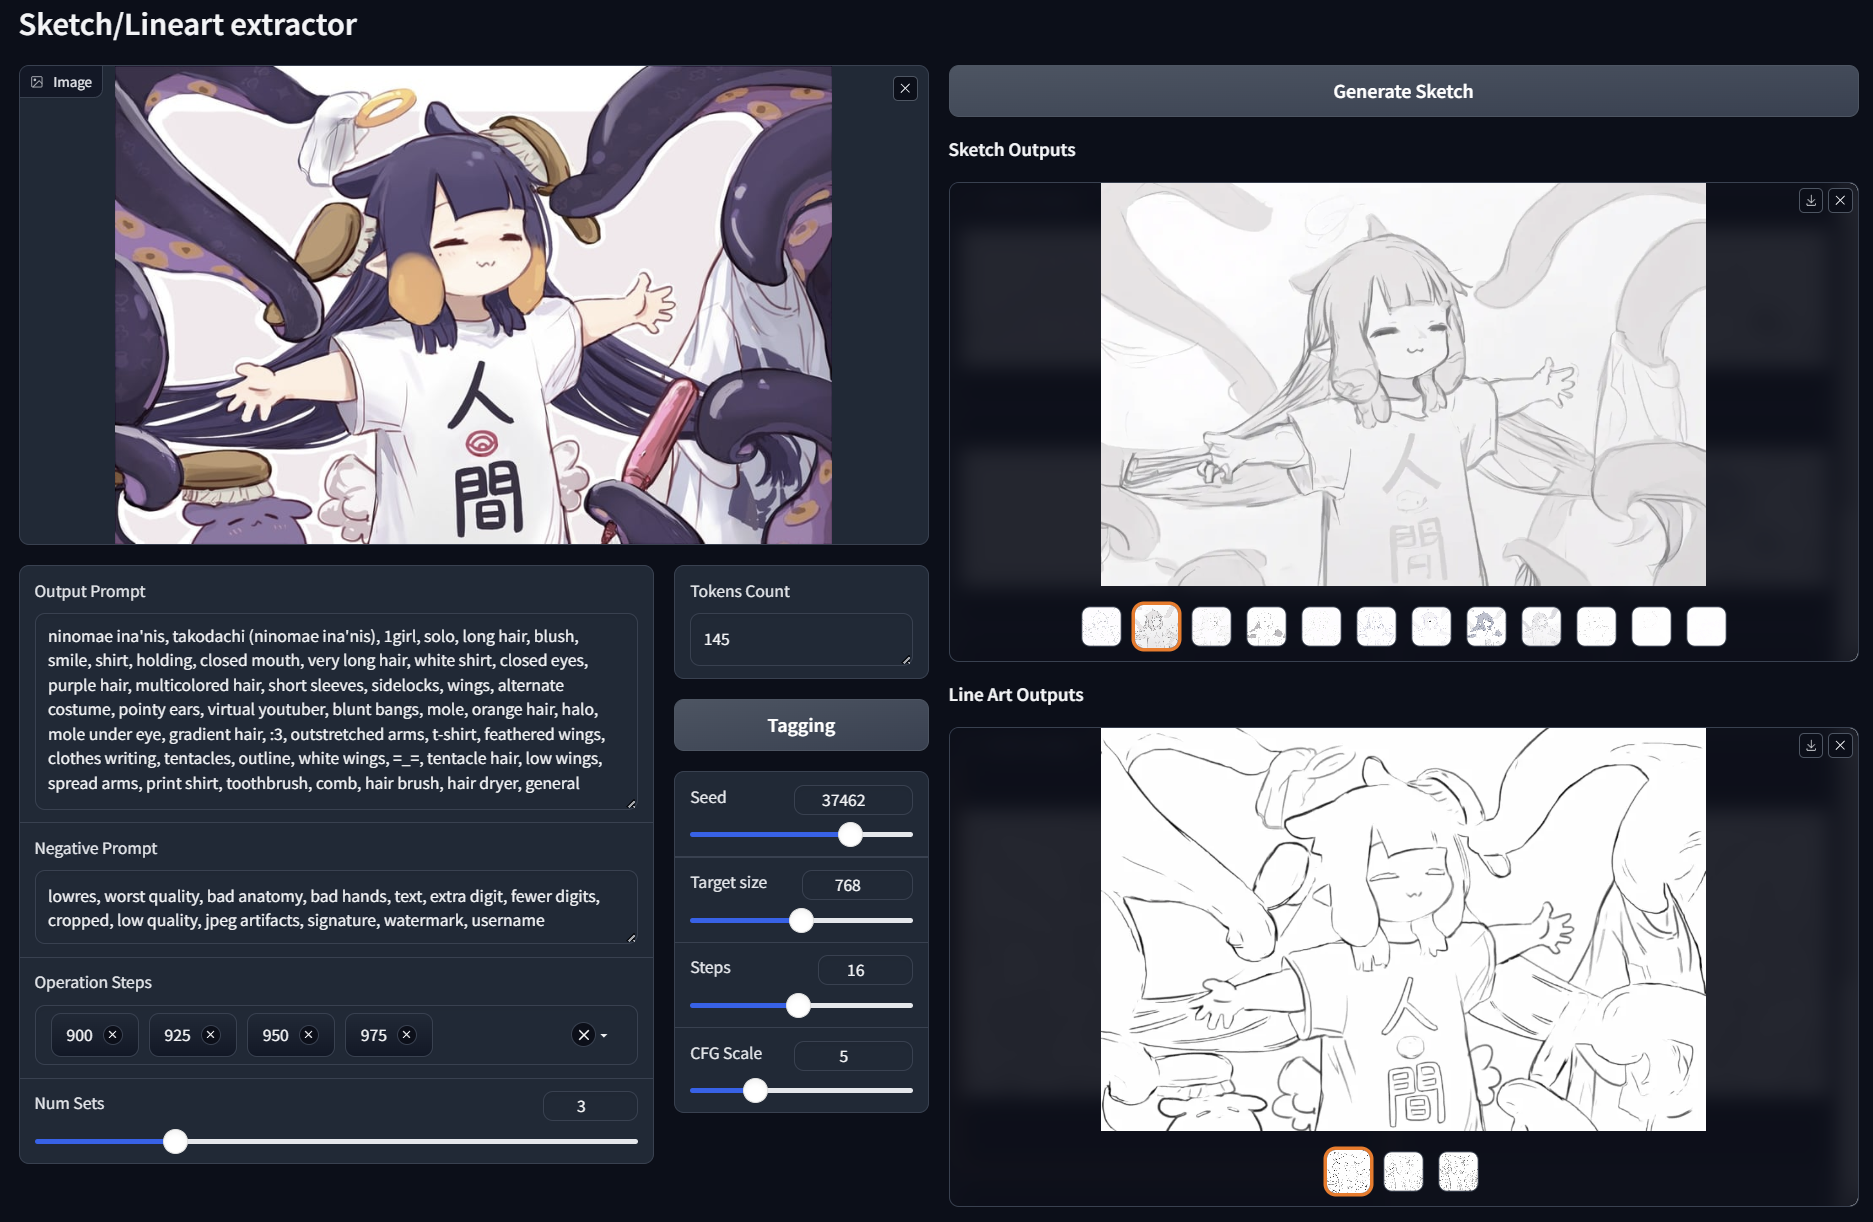 Sketch/Lineart extractor
Image
人
間
Output Prompt
ninomae ina'nis, takodachi (ninomae ina'nis), 1girl, solo, long hair, blush,
smile, shirt, holding, closed mouth, very long hair, white shirt, closed eyes,
purple hair, multicolored hair, short sleeves, sidelocks, wings, alternate
costume, pointy ears, virtual youtuber, blunt bangs, mole, orange hair, halo,
mole under eye, gradient hair, :3, outstretched arms, t-shirt, feathered wings,
clothes writing, tentacles, outline, white wings, =_=, tentacle hair, low wings,
spread arms, print shirt, toothbrush, comb, hair brush, hair dryer, general
Negative Prompt
lowres, worst quality, bad anatomy, bad hands, text, extra digit, fewer digits,
cropped, low quality, jpeg artifacts, signature, watermark, username
Operation Steps
900
925
950
975
Num Sets
3
Tokens Count
145
Tagging
Seed
37462
Target size
768
Steps
16
CFG Scale
5
Generate Sketch
Sketch Outputs
人
間
Line Art Outputs
人
間